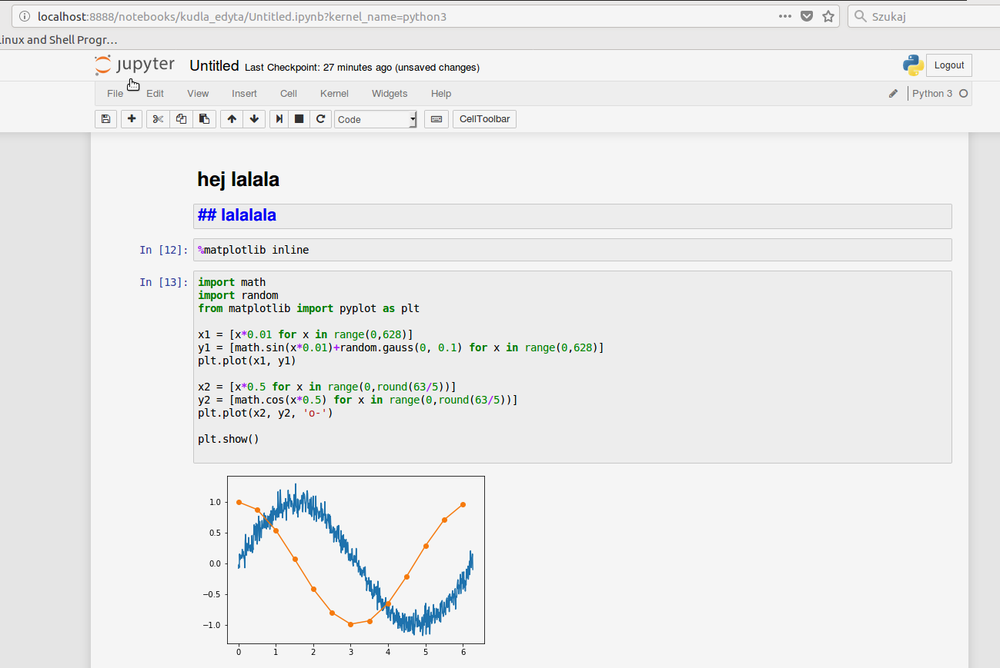 localhost:8888/notebooks/kudla_edyta/Untitled.ipynb?kernel_name=python3
Szukaj
inux and Shell Progr…
jupyter Untitled Last Checkpoint: 27 minutes ago (unsaved changes)
Logout
File Edit View Insert Cell Kernel Widgets Help
Python 3
Code
CellToolbar
hej lalala
## lalalala
In [12]: %matplotlib inline
In [13]: import math
import random
from matplotlib import pyplot as plt
x1 = [x*0.01 for x in range(0,628)]
y1 = [math.sin(x*0.01)+random.gauss(0, 0.1) for x in range(0,628)]
plt.plot(x1, y1)
x2 = [x*0.5 for x in range(0,round(63/5))]
y2 = [math.cos(x*0.5) for x in range(0,round(63/5))]
plt.plot(x2, y2, 'o-')
plt.show()
1.0
0.5
0.0
−0.5
−1.0
0 1 2 3 4 5 6